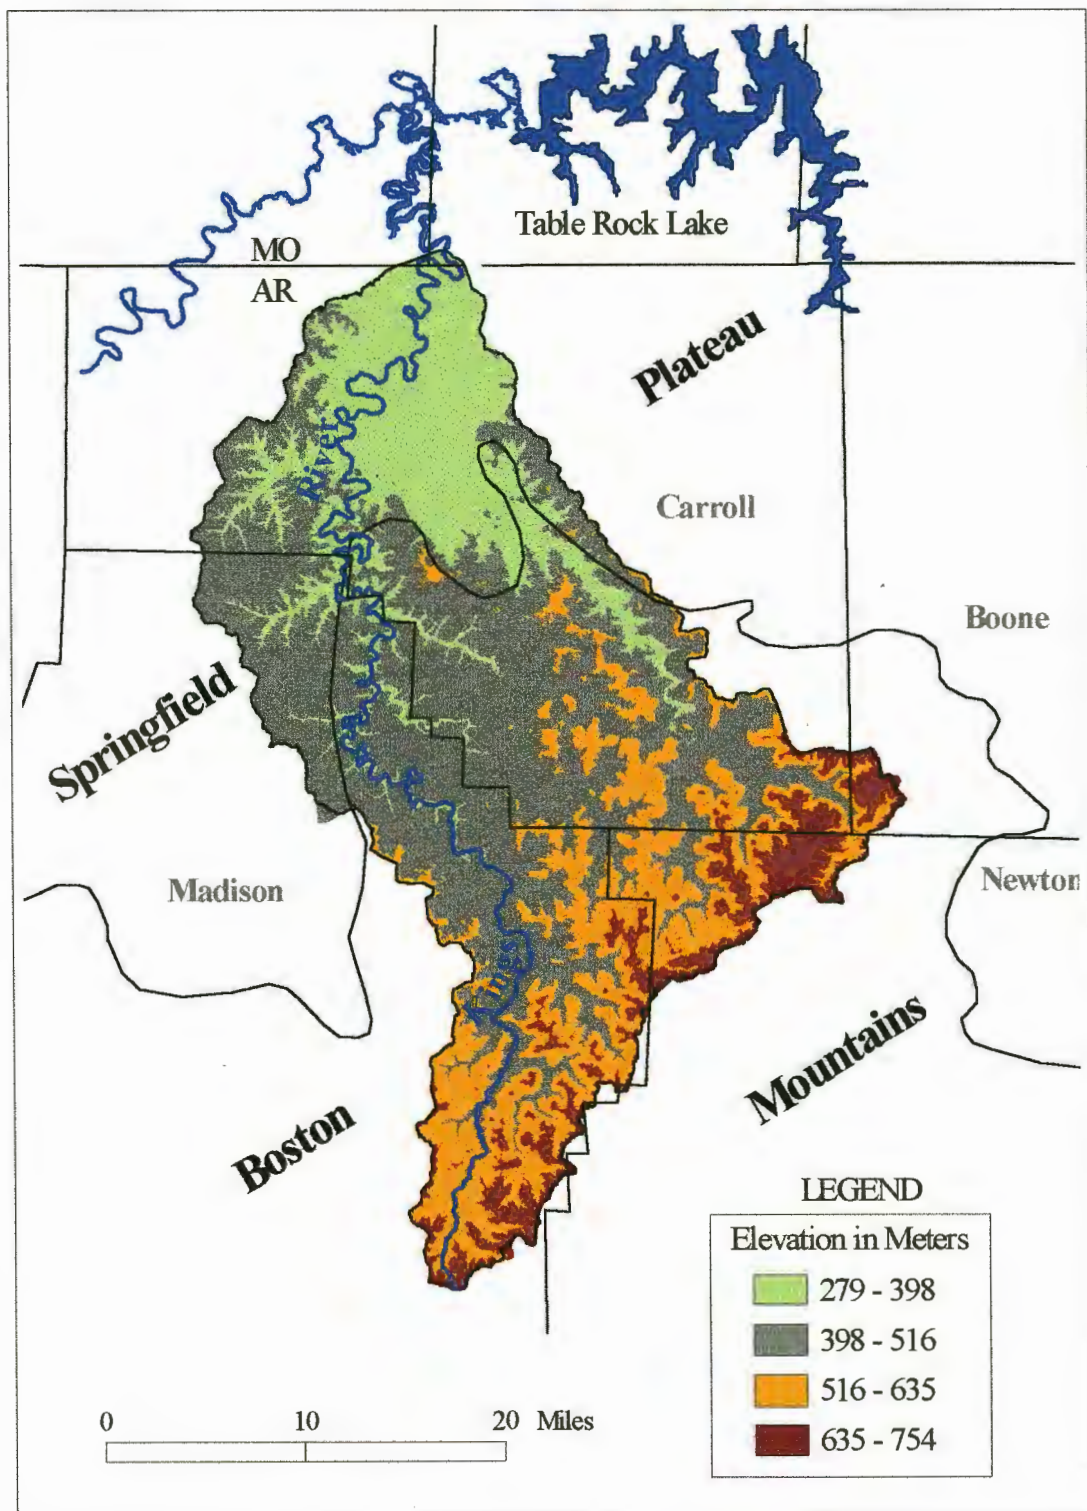 Table Rock Lake
MO
AR
Plateau
River
Carroll
Boone
Springfield
Madison
Newton
Kings
Mountains
Boston
LEGEND
Elevation in Meters
279 - 398
398 - 516
516 - 635
635 - 754
0 10 20 Miles